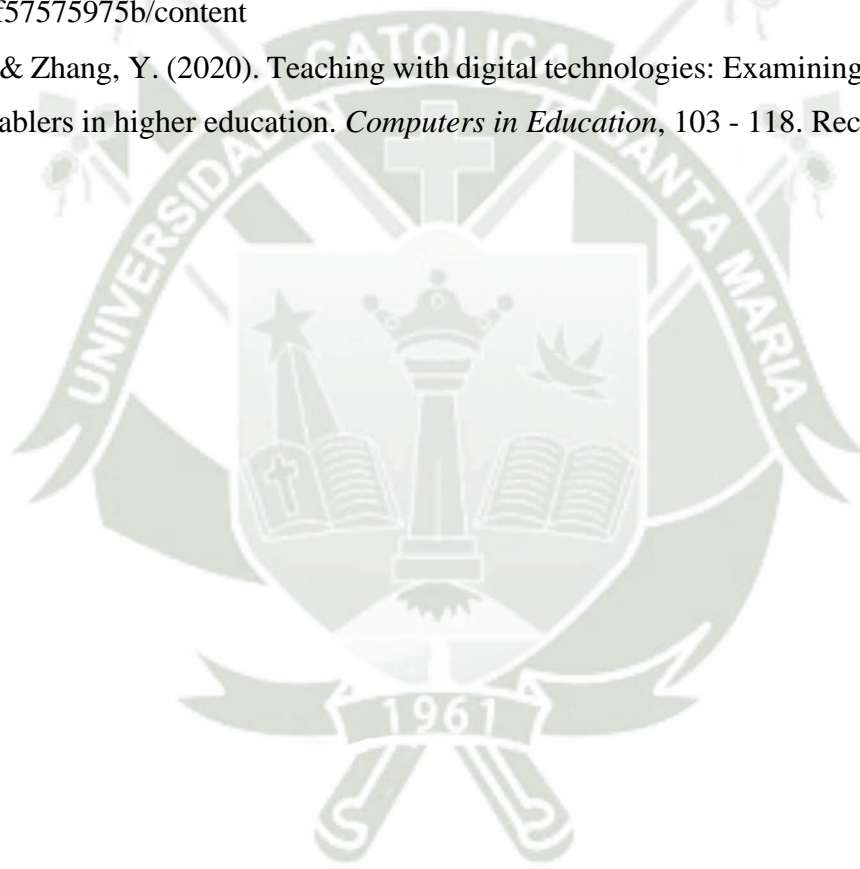 f57575975b/content
& Zhang, Y. (2020). Teaching with digital technologies: Examining
ablers in higher education. Computers in Education, 103 - 118. Rec
UNIVERSIDAD CATOLICA SANTA MARIA
1961